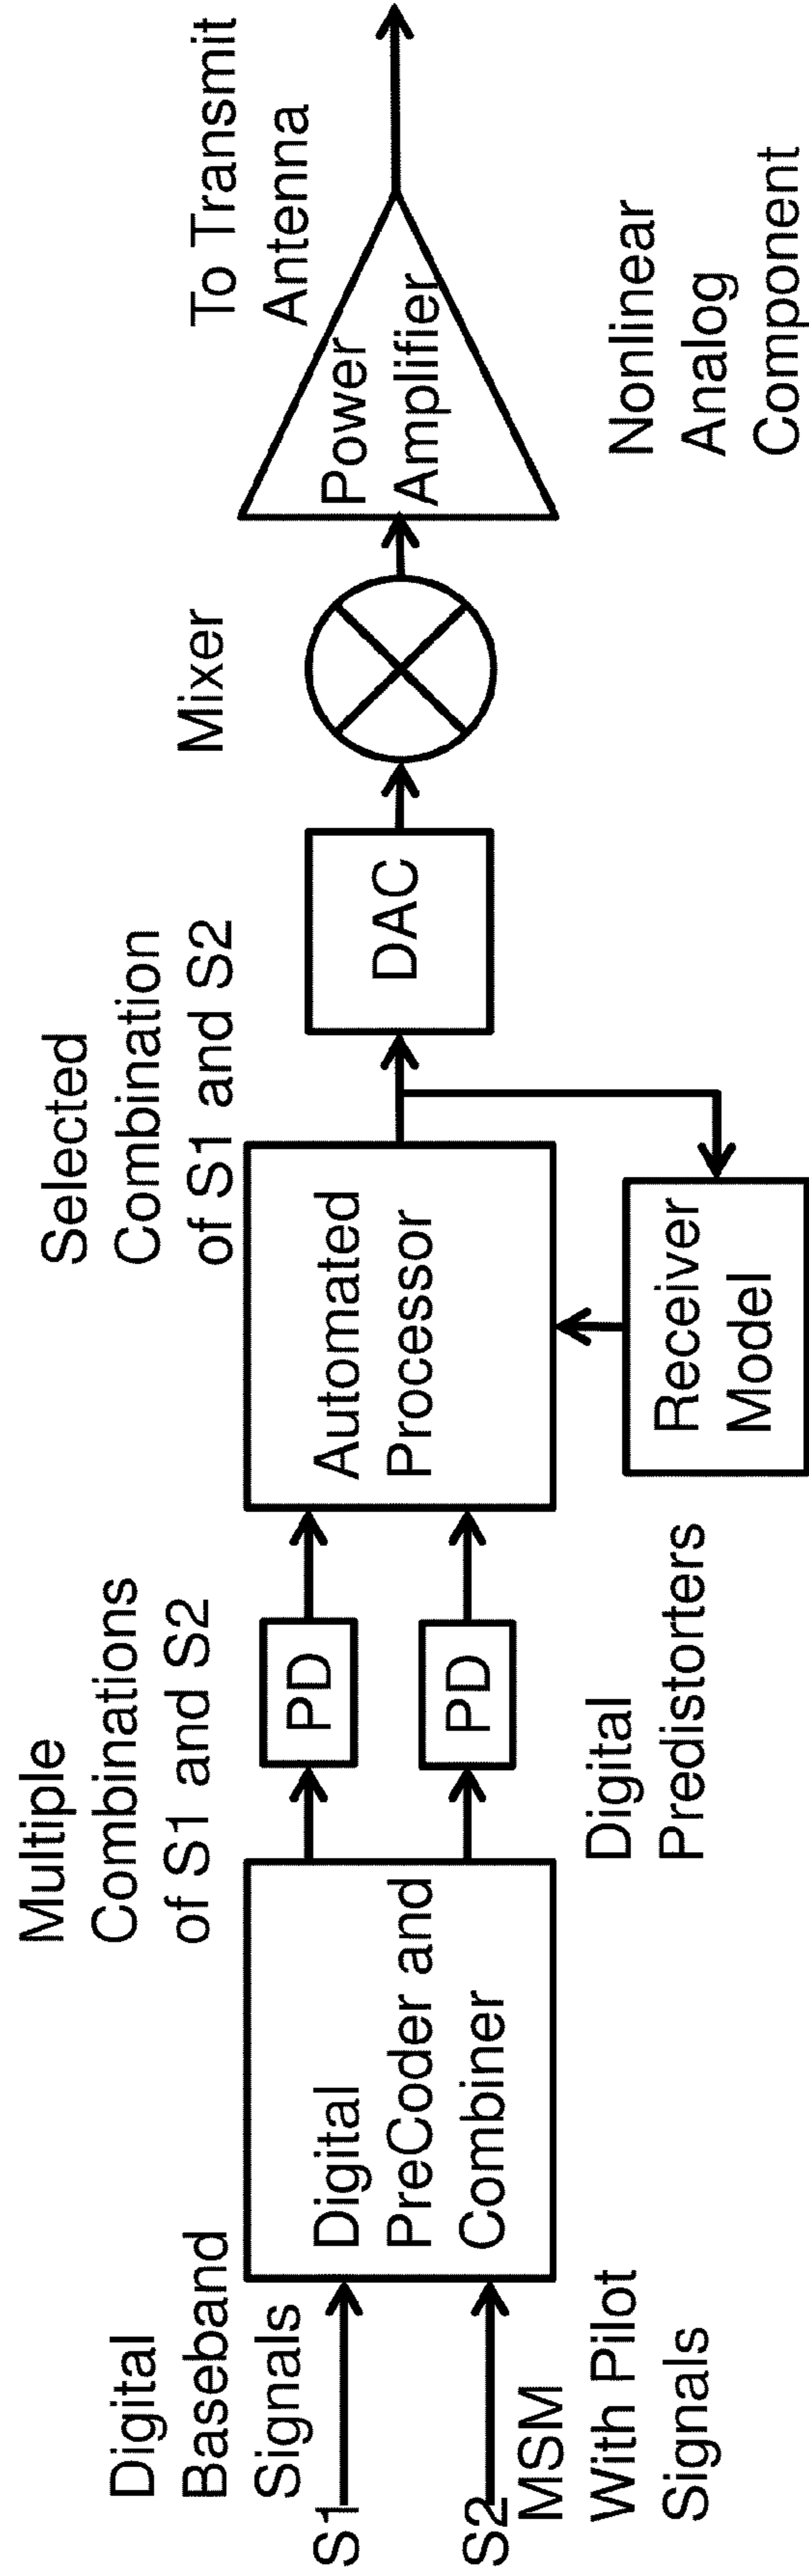 Digital
Baseband
Signals
S1
S2
MSM
With Pilot
Signals
Digital
PreCoder and
Combiner
Multiple
Combinations
of S1 and S2
PD
PD
Digital
Predistorters
Automated
Processor
Receiver
Model
Selected
Combination
of S1 and S2
DAC
Mixer
Power
Amplifier
To Transmit
Antenna
Nonlinear
Analog
Component